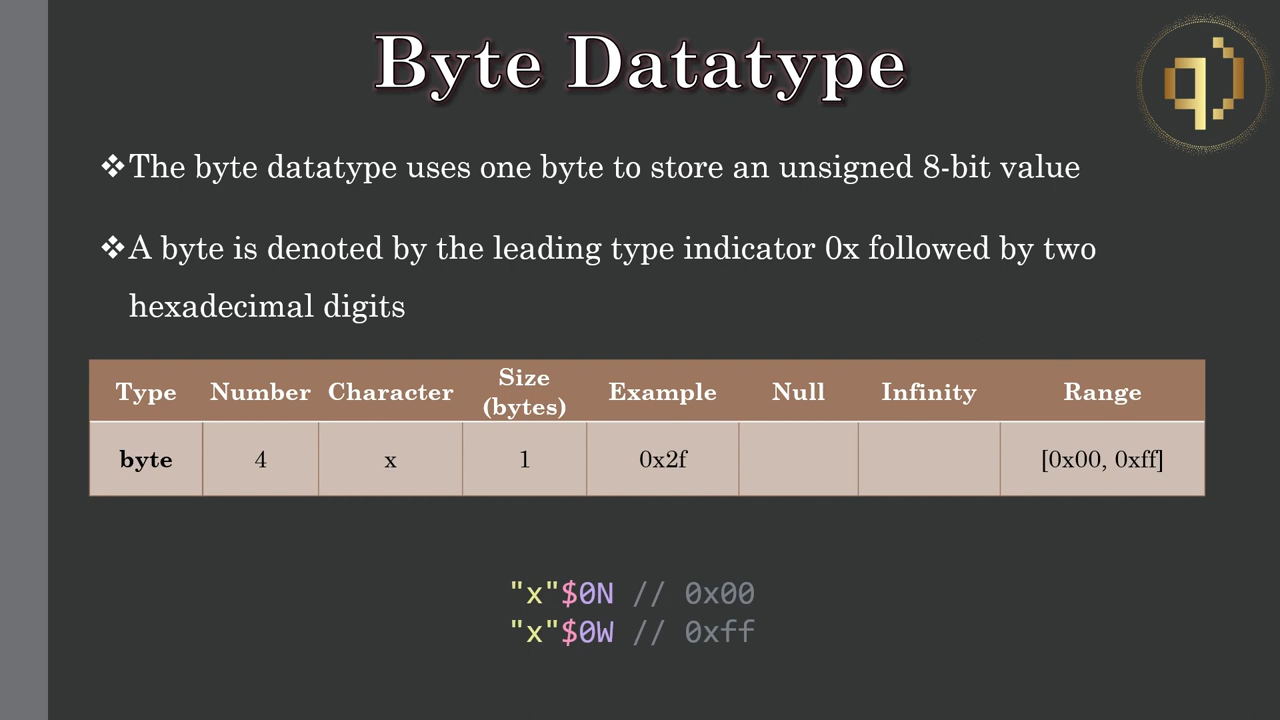 Byte Datatype
❖The byte datatype uses one byte to store an unsigned 8-bit value
❖A byte is denoted by the leading type indicator 0x followed by two
hexadecimal digits
Type Number Character Size (bytes) Example Null Infinity Range
byte 4 x 1 0x2f [0x00, 0xff]
"x"$0N // 0x00
"x"$0W // 0xff